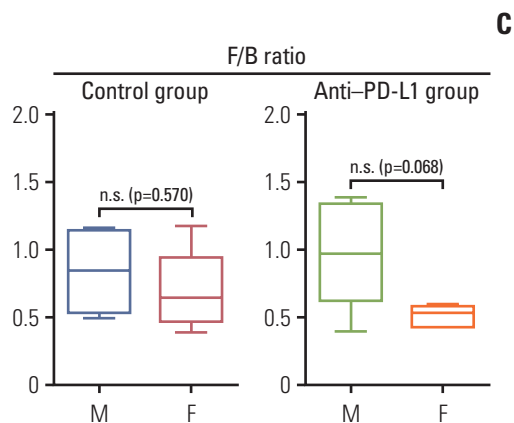 C
F/B ratio
Control group
Anti–PD-L1 group
2.0
1.5
1.0
0.5
0
n.s. (p=0.570)
M
F
2.0
1.5
1.0
0.5
0
n.s. (p=0.068)
M
F